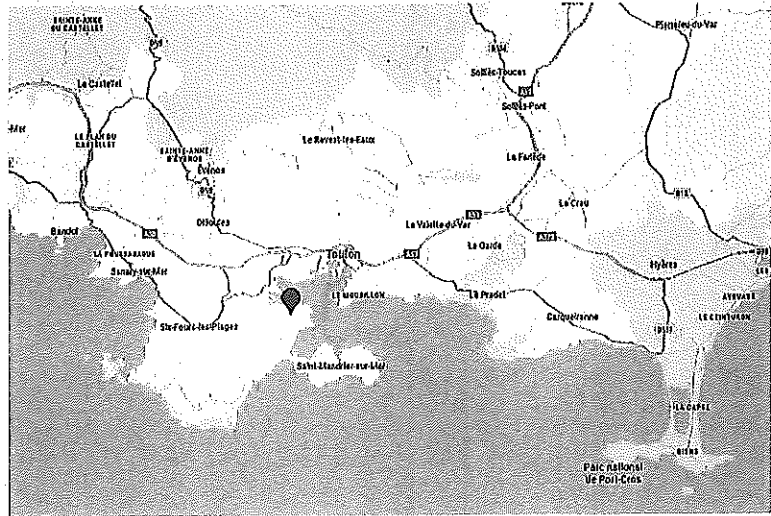 SAINTE-ANNE
DU CASTELLET
Le Castellet
LE PLAN DU
CASTELLET
SAINTE-ANNE
D'ÉVENOS
Évenos
Le Revest-les-Eaux
Solliès-Toucas
Solliès-Pont
Pierrefeu-du-Var
La Farlède
La Crau
Bandol
Ollioules
A50
Toulon
La Valette-du-Var
A57
La Garde
A570
Hyères
Sanary-sur-Mer
LE MOURILLON
Le Pradet
Carqueiranne
Six-Fours-les-Plages
Saint-Mandrier-sur-Mer
AYGUADE
LE CEINTURON
LA CAPTE
GIENS
Parc national
de Port-Cros